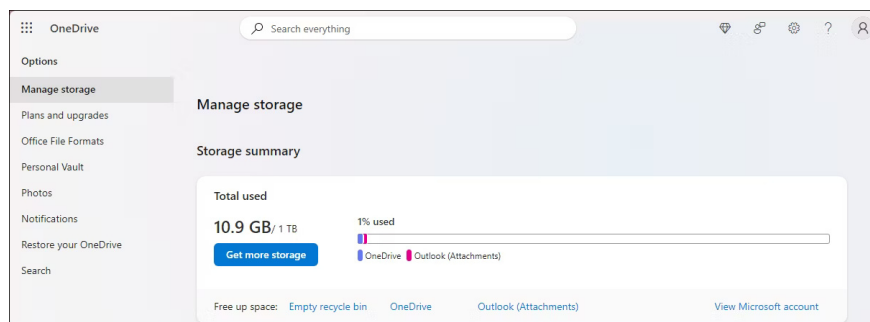 OneDrive
Search everything
Options
Manage storage
Plans and upgrades
Office File Formats
Personal Vault
Photos
Notifications
Restore your OneDrive
Search
Manage storage
Storage summary
Total used
10.9 GB/ 1 TB
Get more storage
1% used
OneDrive Outlook (Attachments)
Free up space: Empty recycle bin OneDrive Outlook (Attachments) View Microsoft account